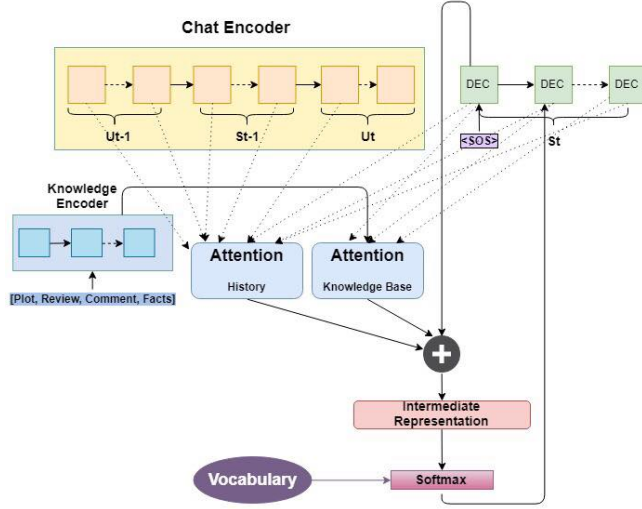 Chat Encoder
DEC
DEC
DEC
Ut-1
St-1
Ut
<SOS>
St
Knowledge
Encoder
Attention
History
Attention
Knowledge Base
[Plot, Review, Comment, Facts]
+
Intermediate
Representation
Vocabulary
Softmax